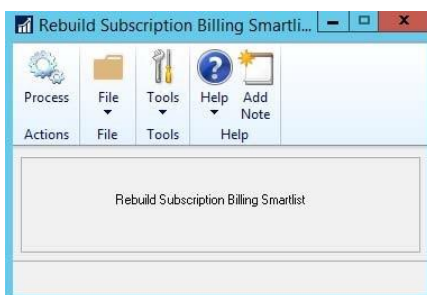 Rebuild Subscription Billing Smartli...
Process
File
Tools
Help
Add
Note
Actions
File
Tools
Help
Rebuild Subscription Billing Smartlist